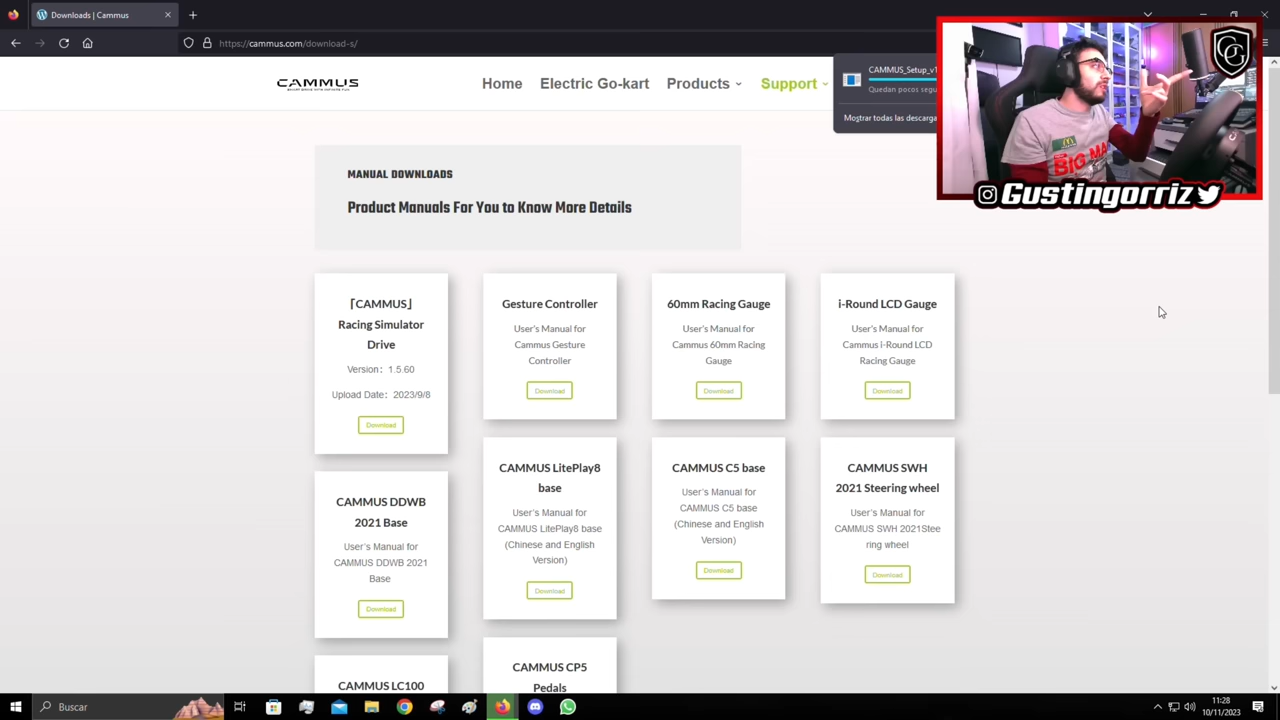 Downloads | Cammus
https://cammus.com/download-s/
CAMMUS
Home
Electric Go-kart
Products
Support
CAMMUS_Setup_v1
Quedan pocos segu
Mostrar todas las descarga
BIG MA
Gustingorriz
MANUAL DOWNLOADS
Product Manuals For You to Know More Details
「CAMMUS」
Racing Simulator
Drive
Version：1.5.60
Upload Date：2023/9/8
Download
Gesture Controller
User's Manual for
Cammus Gesture
Controller
Download
60mm Racing Gauge
User's Manual for
Cammus 60mm Racing
Gauge
Download
i-Round LCD Gauge
User's Manual for
Cammus i-Round LCD
Racing Gauge
Download
CAMMUS DDWB
2021 Base
User's Manual for
CAMMUS DDWB 2021
Base
Download
CAMMUS LitePlay8
base
User's Manual for
CAMMUS LitePlay8 base
(Chinese and English
Version)
Download
CAMMUS C5 base
User's Manual for
CAMMUS C5 base
(Chinese and English
Version)
Download
CAMMUS SWH
2021 Steering wheel
User's Manual for
CAMMUS SWH 2021Stee
ring wheel
Download
CAMMUS LC100
CAMMUS CP5
Pedals
Buscar
11:28
10/11/2023